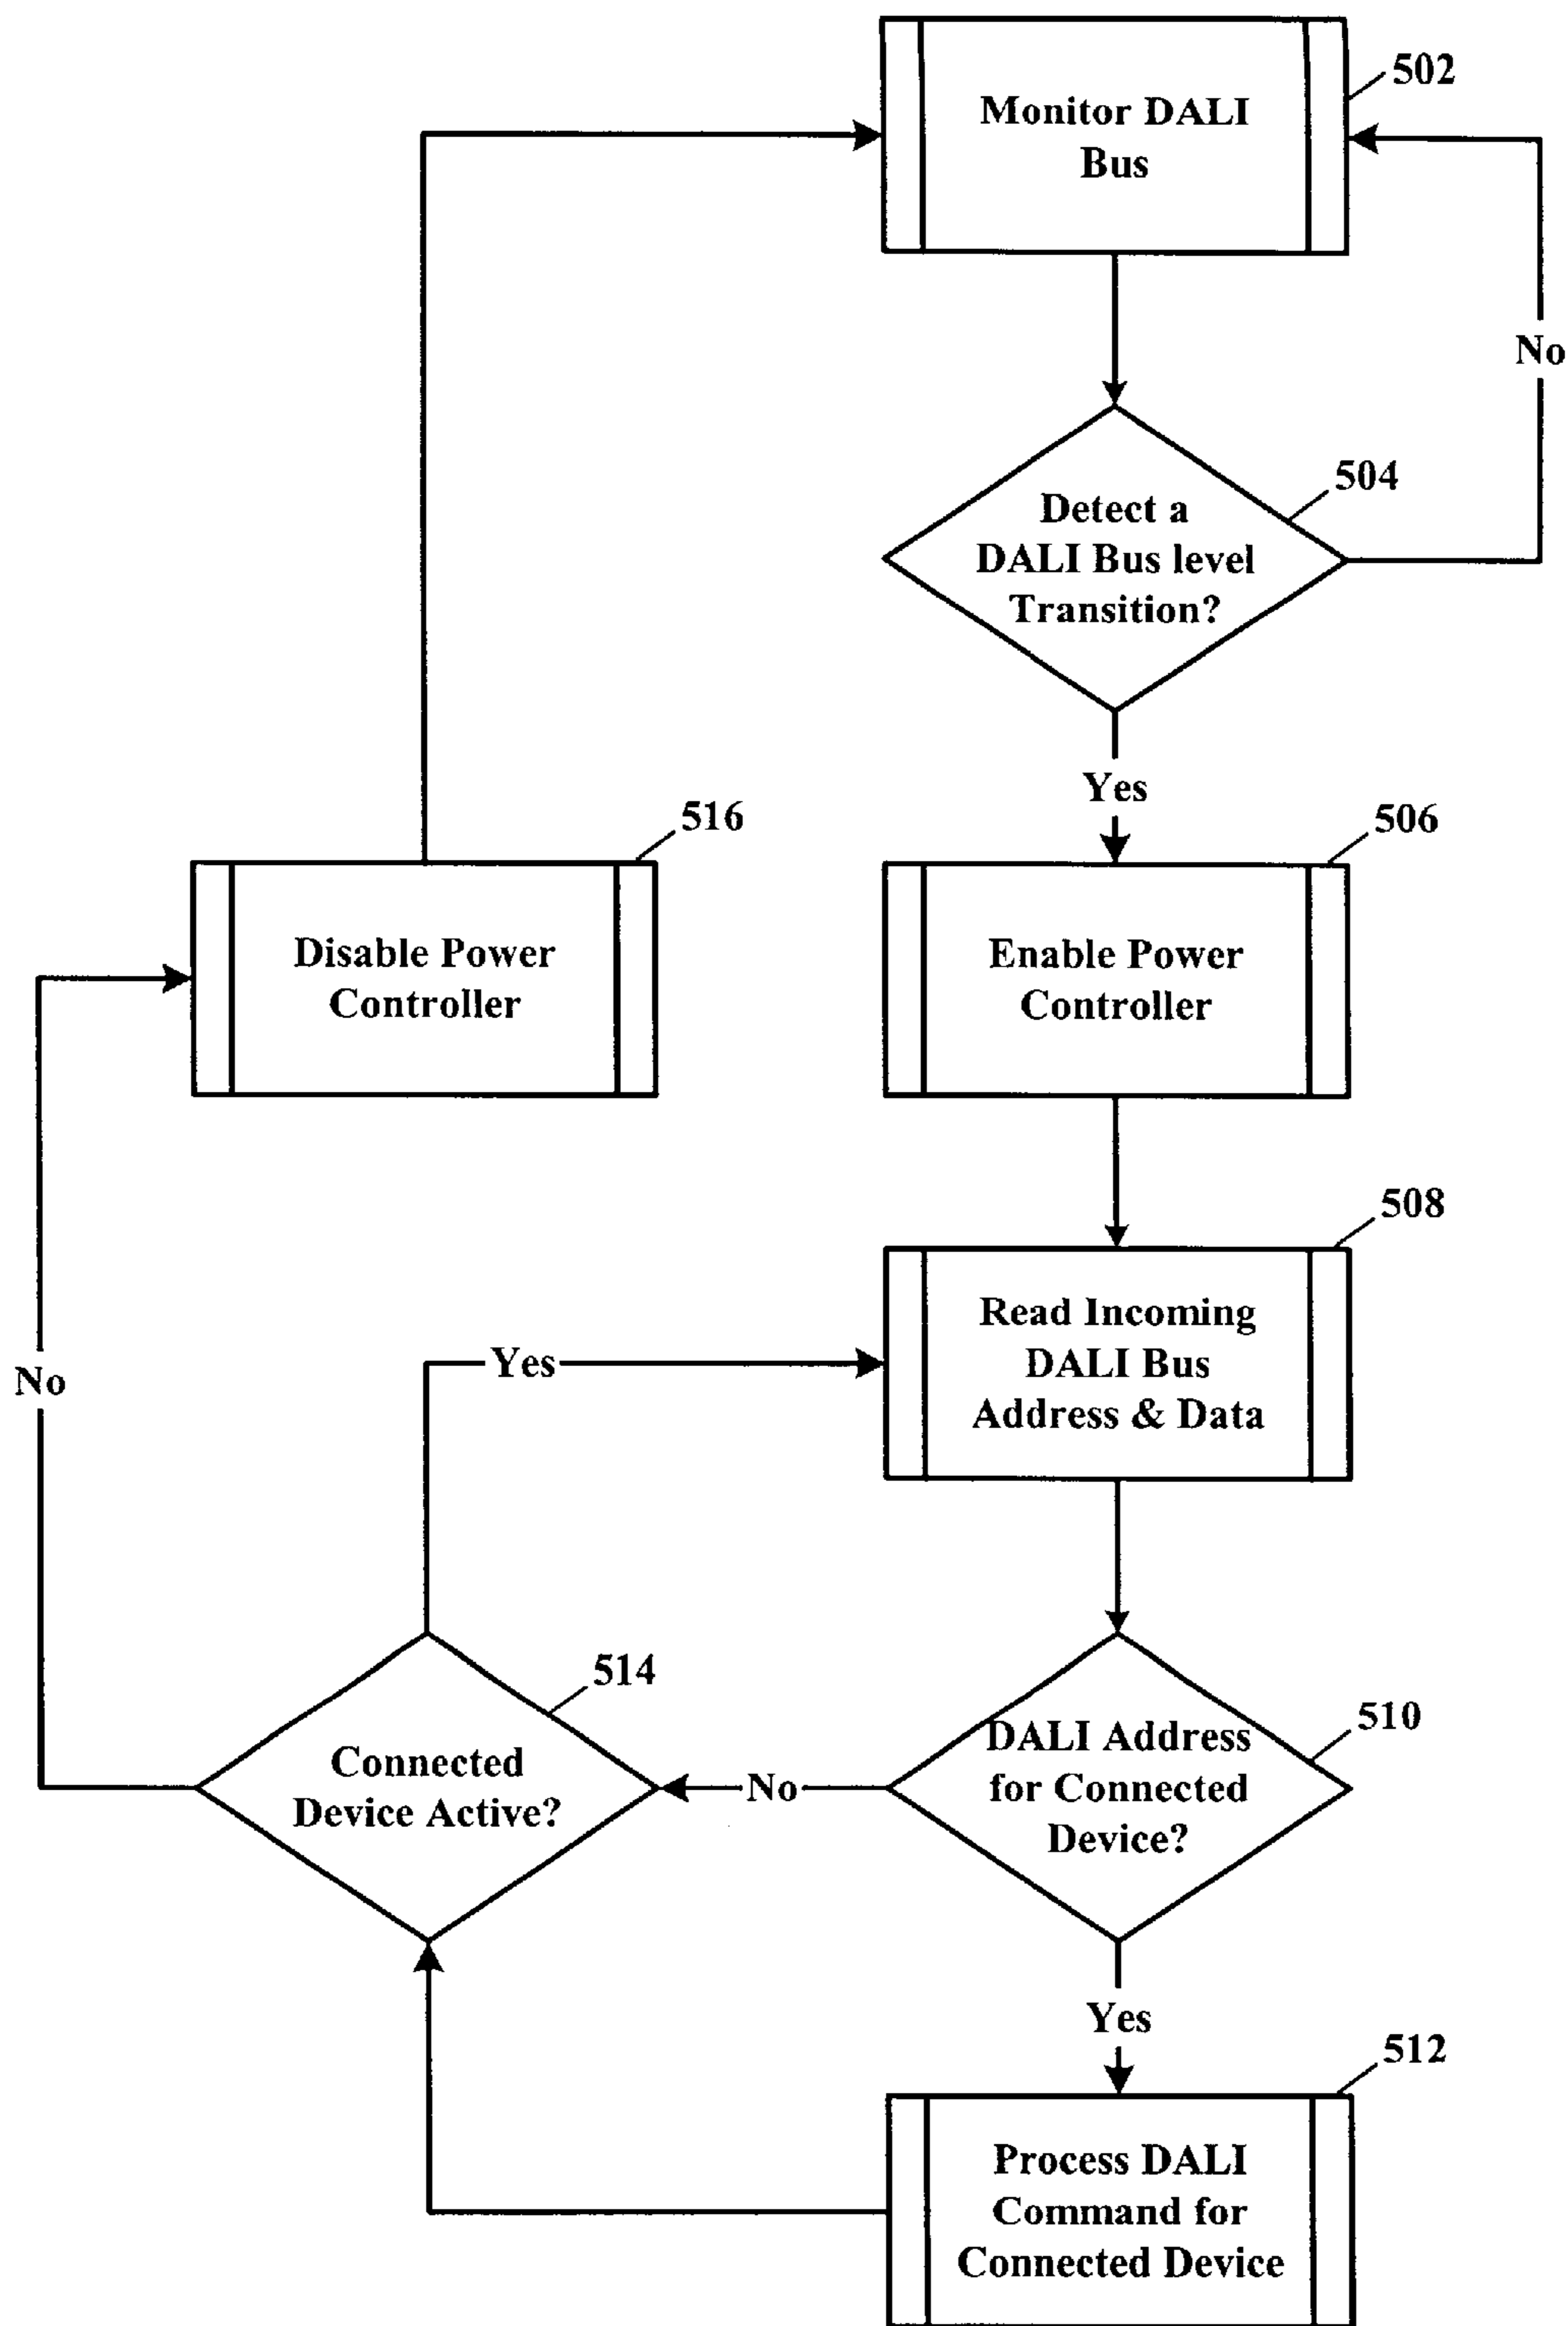 Monitor DALI
Bus
502
No
Detect a
DALI Bus level
Transition?
504
Yes
516
Disable Power
Controller
506
Enable Power
Controller
508
Read Incoming
DALI Bus
Address & Data
Yes
No
514
Connected
Device Active?
No
510
DALI Address
for Connected
Device?
Yes
512
Process DALI
Command for
Connected Device